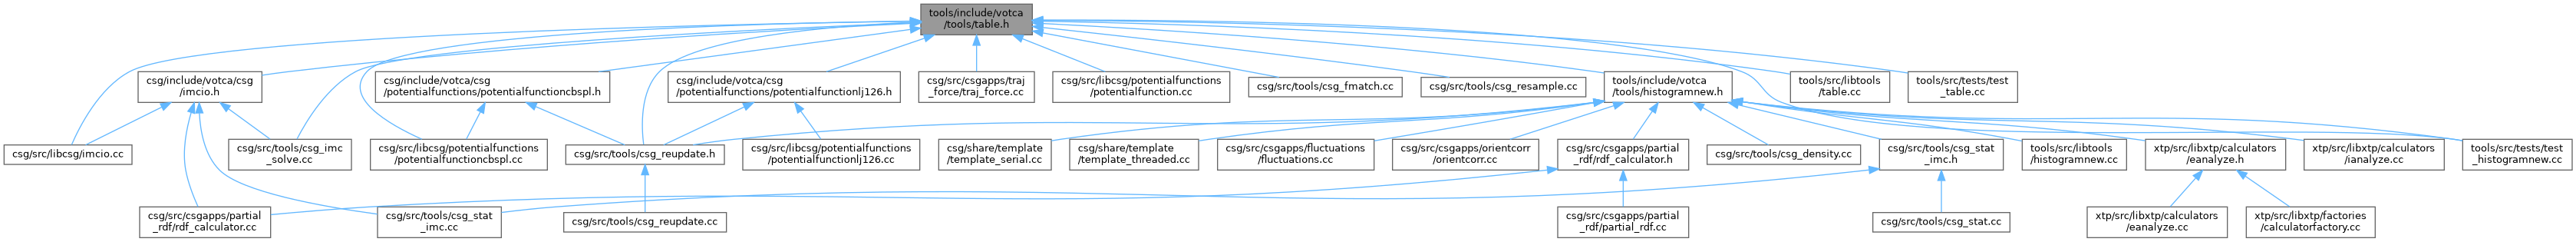 tools/include/votca
/tools/table.h
csg/include/votca/csg
/imcio.h
csg/include/votca/csg
/potentialfunctions/potentialfunctioncbspl.h
csg/include/votca/csg
/potentialfunctions/potentialfunctionlj126.h
csg/src/csgapps/traj
_force/traj_force.cc
csg/src/libcsg/potentialfunctions
/potentialfunction.cc
csg/src/tools/csg_fmatch.cc
csg/src/tools/csg_resample.cc
tools/include/votca
/tools/histogramnew.h
tools/src/libtools
/table.cc
tools/src/tests/test
_table.cc
csg/src/libcsg/imcio.cc
csg/src/tools/csg_imc
_solve.cc
csg/src/libcsg/potentialfunctions
/potentialfunctioncbspl.cc
csg/src/tools/csg_reupdate.h
csg/src/libcsg/potentialfunctions
/potentialfunctionlj126.cc
csg/share/template
/template_serial.cc
csg/share/template
/template_threaded.cc
csg/src/csgapps/fluctuations
/fluctuations.cc
csg/src/csgapps/orientcorr
/orientcorr.cc
csg/src/csgapps/partial
_rdf/rdf_calculator.h
csg/src/tools/csg_density.cc
csg/src/tools/csg_stat
_imc.h
tools/src/libtools
/histogramnew.cc
xtp/src/libxtp/calculators
/eanalyze.h
xtp/src/libxtp/calculators
/ianalyze.cc
tools/src/tests/test
_histogramnew.cc
csg/src/csgapps/partial
_rdf/rdf_calculator.cc
csg/src/tools/csg_stat
_imc.cc
csg/src/tools/csg_reupdate.cc
csg/src/csgapps/partial
_rdf/partial_rdf.cc
csg/src/tools/csg_stat.cc
xtp/src/libxtp/calculators
/eanalyze.cc
xtp/src/libxtp/factories
/calculatorfactory.cc